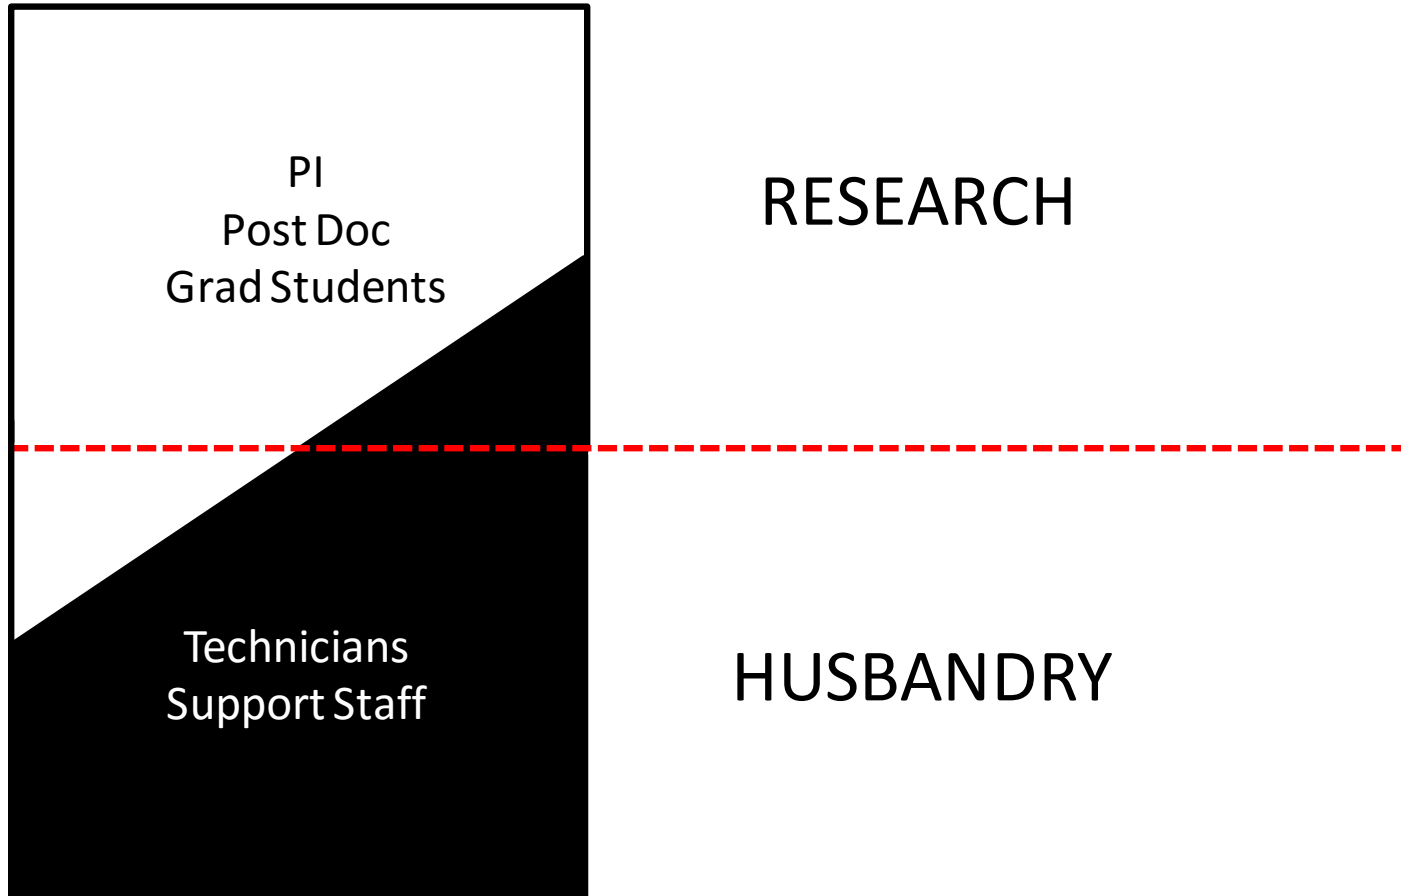 PI
Post Doc
Grad Students
RESEARCH
Technicians
Support Staff
HUSBANDRY